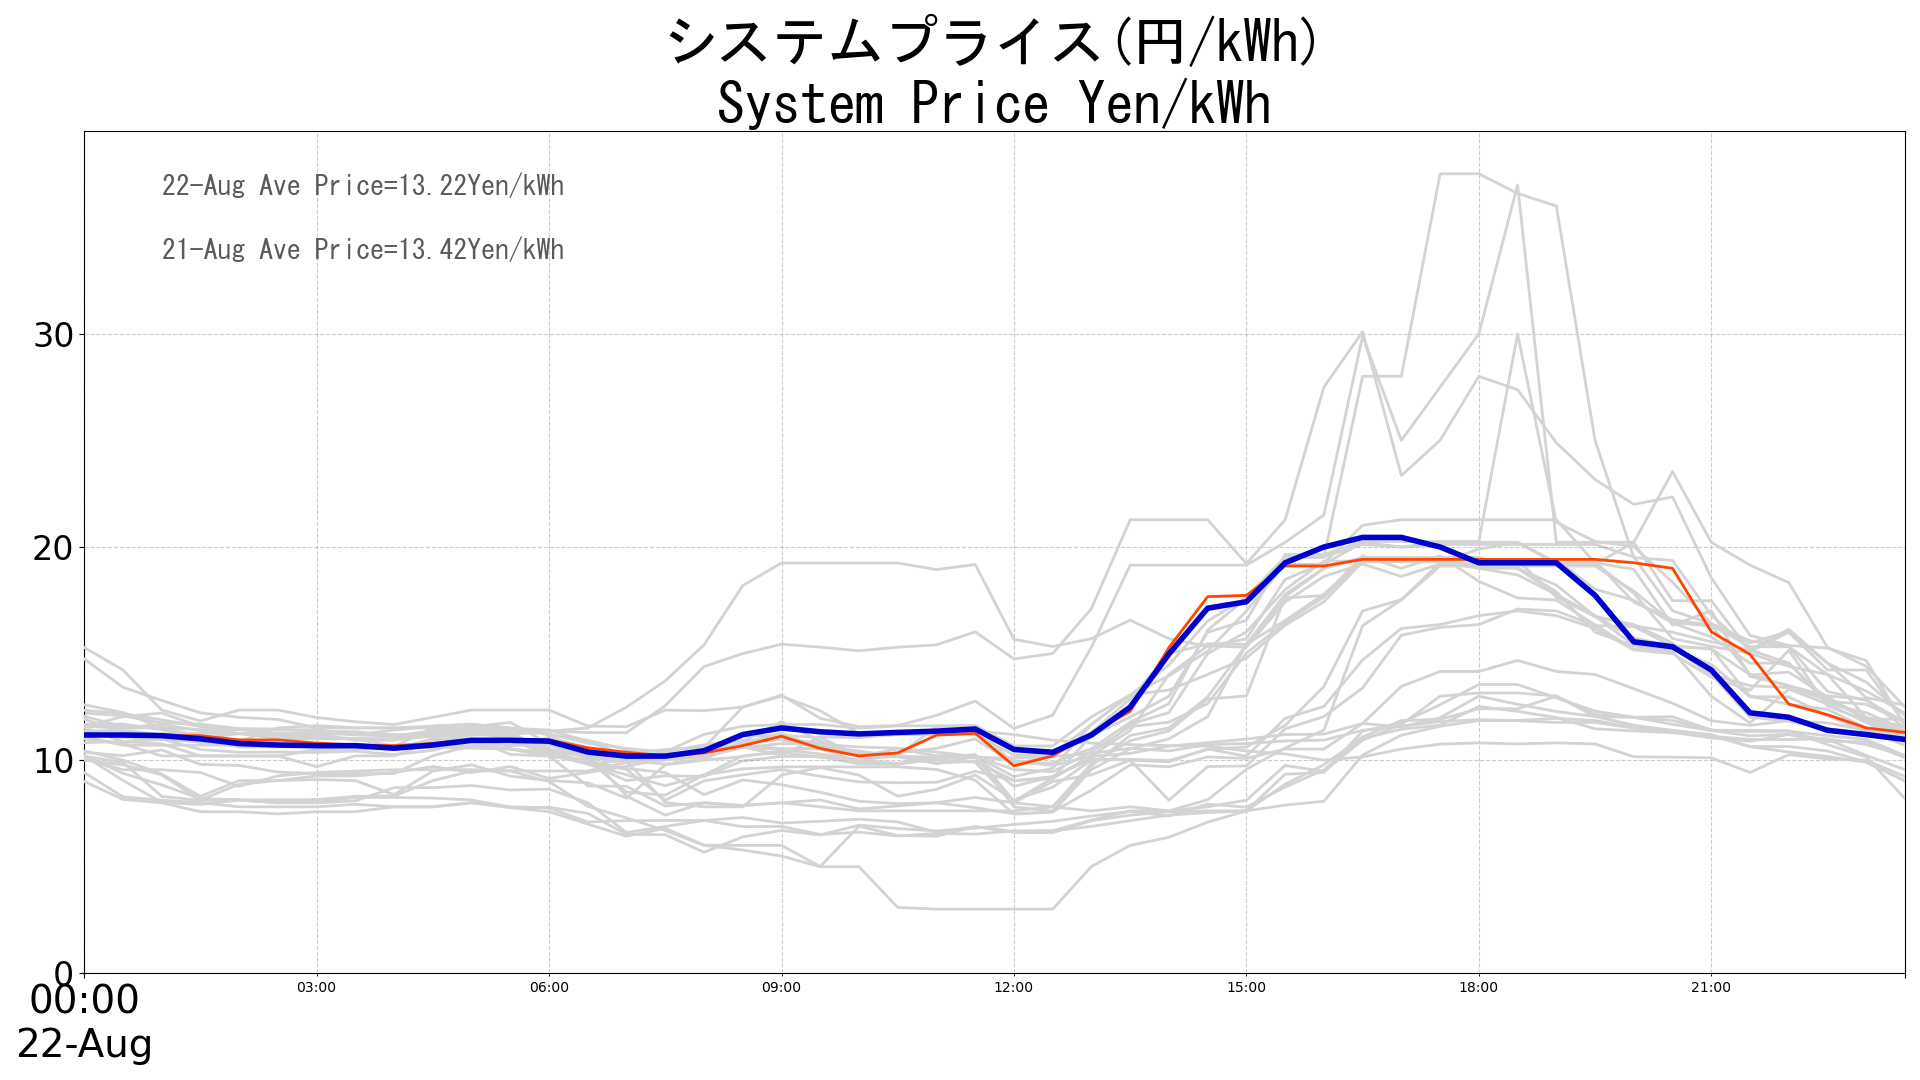 システムプライス(円/kWh)
System Price Yen/kWh
22-Aug Ave Price=13.22Yen/kWh
21-Aug Ave Price=13.42Yen/kWh
30
20
10
0
00:00 03:00 06:00 09:00 12:00 15:00 18:00 21:00
22-Aug